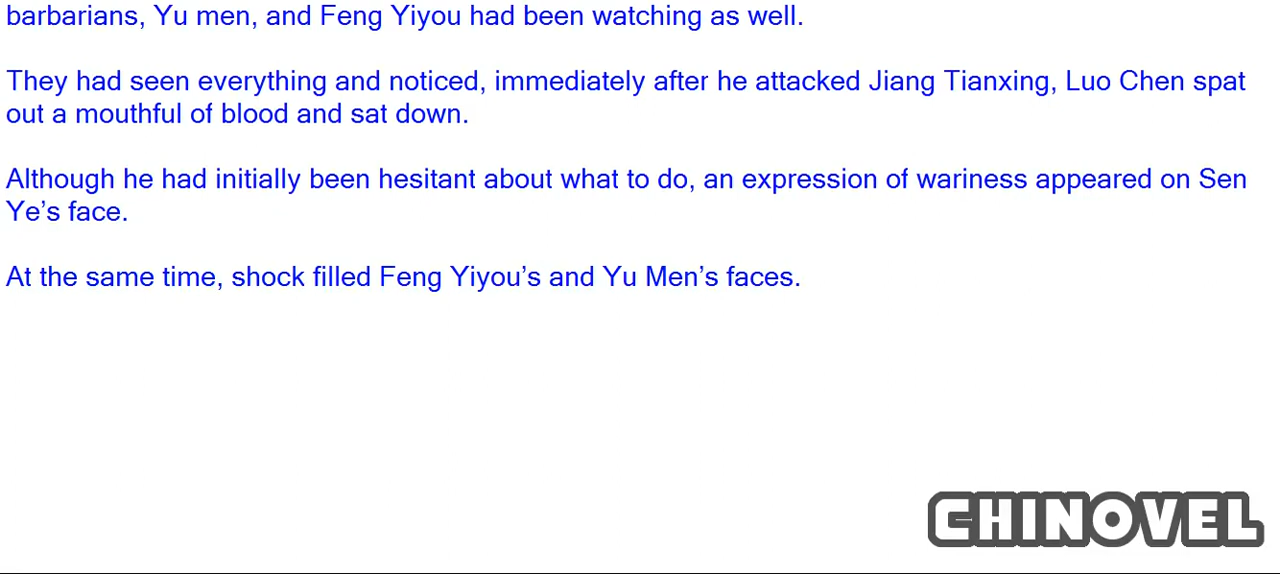 barbarians, Yu men, and Feng Yiyou had been watching as well.
They had seen everything and noticed, immediately after he attacked Jiang Tianxing, Luo Chen spat
out a mouthful of blood and sat down.
Although he had initially been hesitant about what to do, an expression of wariness appeared on Sen
Ye’s face.
At the same time, shock filled Feng Yiyou’s and Yu Men’s faces.
CHINOVEL